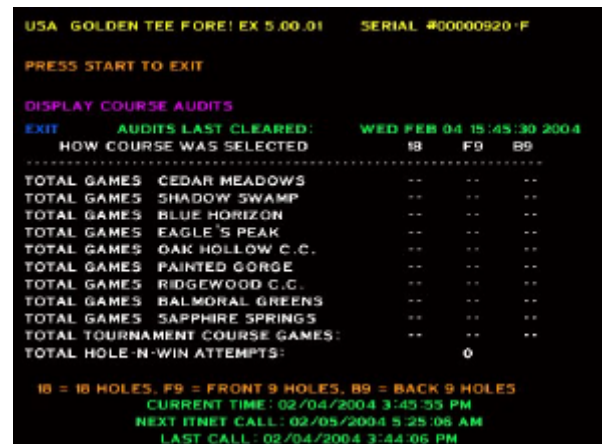 USA GOLDEN TEE FORE! EX 5.00.01 SERIAL #00000920-F
PRESS START TO EXIT
DISPLAY COURSE AUDITS
EXIT AUDITS LAST CLEARED: WED FEB 04 15:45:30 2004
HOW COURSE WAS SELECTED 18 F9 B9
TOTAL GAMES CEDAR MEADOWS -- -- --
TOTAL GAMES SHADOW SWAMP -- -- --
TOTAL GAMES BLUE HORIZON -- -- --
TOTAL GAMES EAGLE'S PEAK -- -- --
TOTAL GAMES OAK HOLLOW C.C. -- -- --
TOTAL GAMES PAINTED GORGE -- -- --
TOTAL GAMES RIDGEWOOD C.C. -- -- --
TOTAL GAMES BALMORAL GREENS -- -- --
TOTAL GAMES SAPPHIRE SPRINGS -- -- --
TOTAL TOURNAMENT COURSE GAMES: -- -- --
TOTAL HOLE-N-WIN ATTEMPTS: 0
18 = 18 HOLES, F9 = FRONT 9 HOLES, B9 = BACK 9 HOLES
CURRENT TIME: 02/04/2004 3:45:55 PM
NEXT ITNET CALL: 02/05/2004 5:25:06 AM
LAST CALL: 02/04/2004 3:44:06 PM